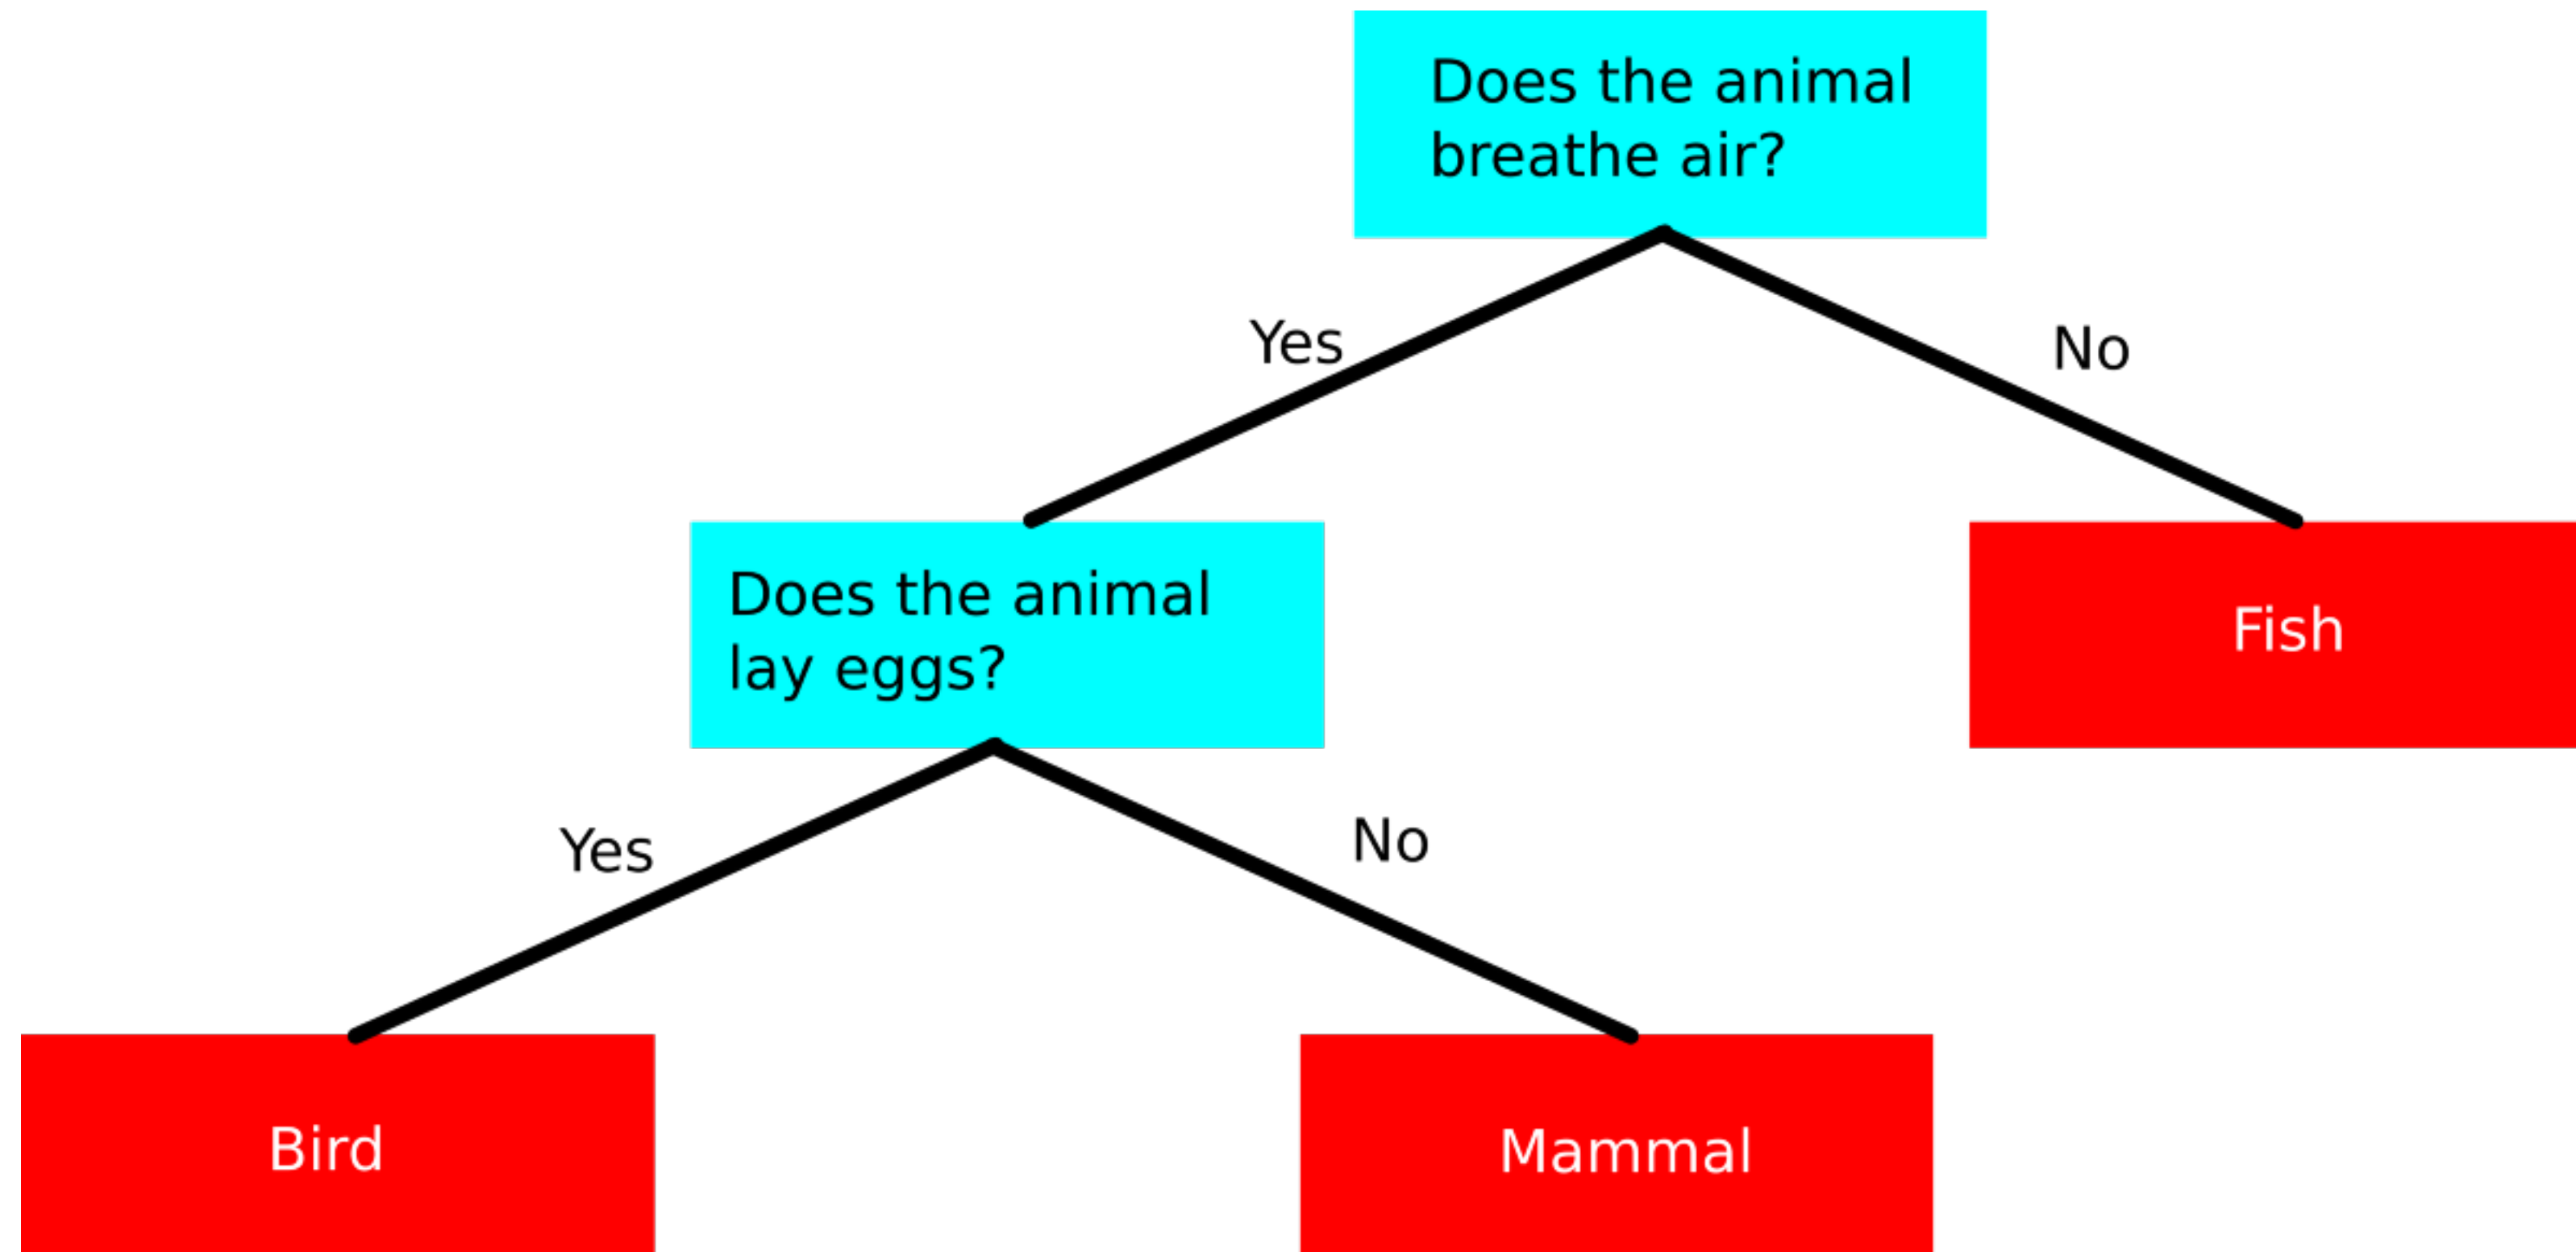 Does the animal
breathe air?
Yes
No
Does the animal
lay eggs?
Fish
Yes
No
Bird
Mammal